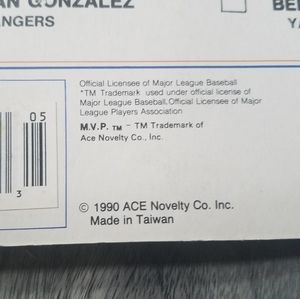 AN GONZALEZ
ANGERS
BE
YA
Official Licensee of Major League Baseball
*TM Trademark used under official license of
Major League Baseball. Official Licensee of Major
League Players Association
M.V.P. TM - TM Trademark of
Ace Novelty Co., Inc.
05
3
© 1990 ACE Novelty Co. Inc.
Made in Taiwan